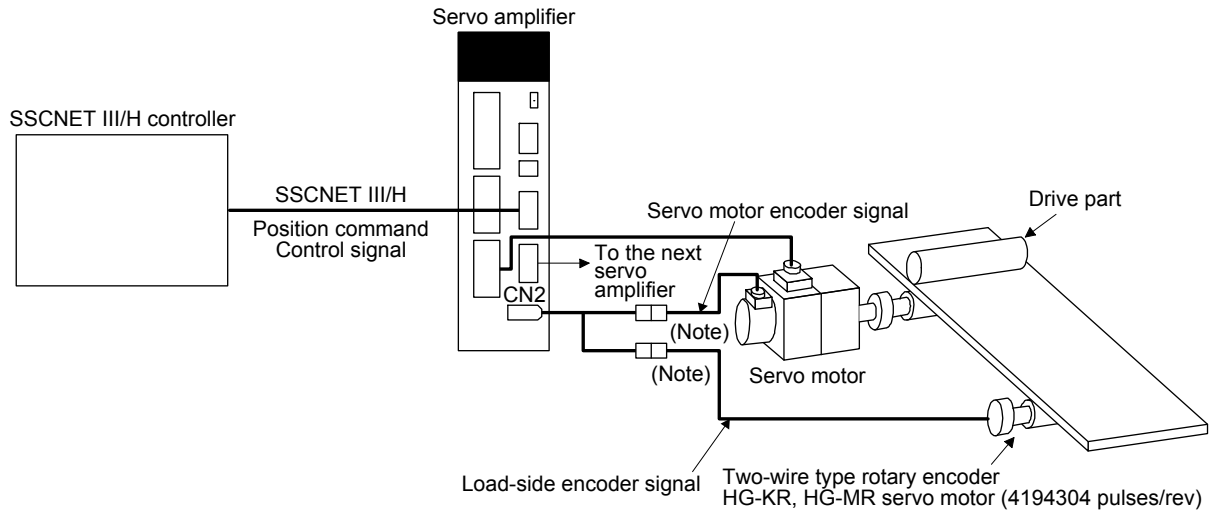 Servo amplifier
SSCNET III/H controller
SSCNET III/H
Position command
Control signal
To the next
servo
amplifier
CN2
Servo motor encoder signal
Drive part
(Note)
(Note)
Servo motor
Load-side encoder signal
Two-wire type rotary encoder
HG-KR, HG-MR servo motor (4194304 pulses/rev)